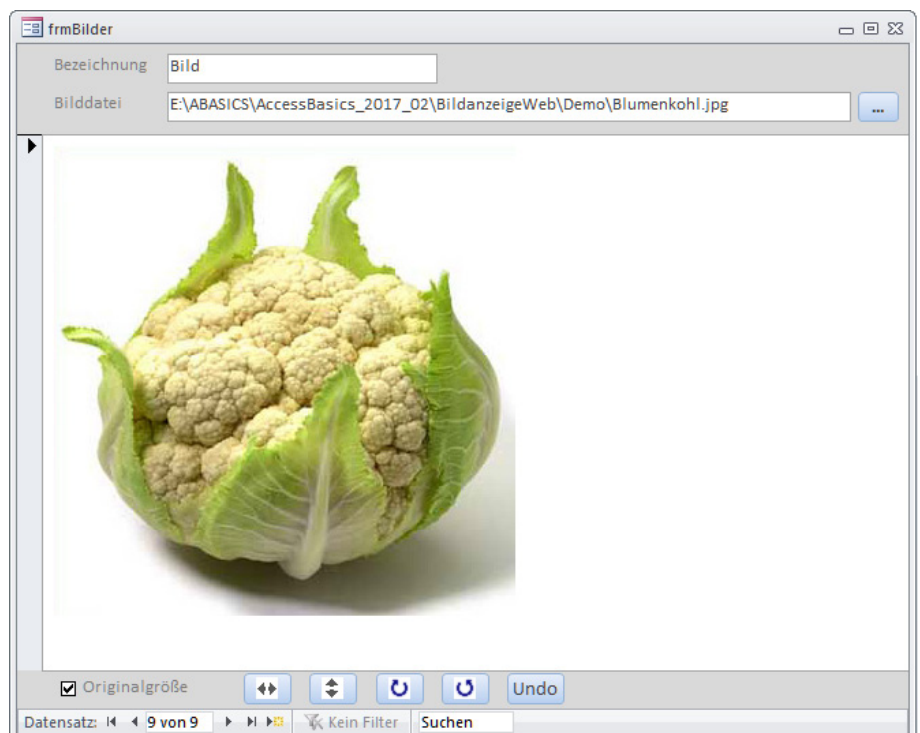 frmBilder
Bezeichnung Bild
Bilddatei E:\ABASICS\AccessBasics_2017_02\BildanzeigeWeb\Demo\Blumenkohl.jpg ...
Originalgröße Undo
Datensatz: 9 von 9 Kein Filter Suchen